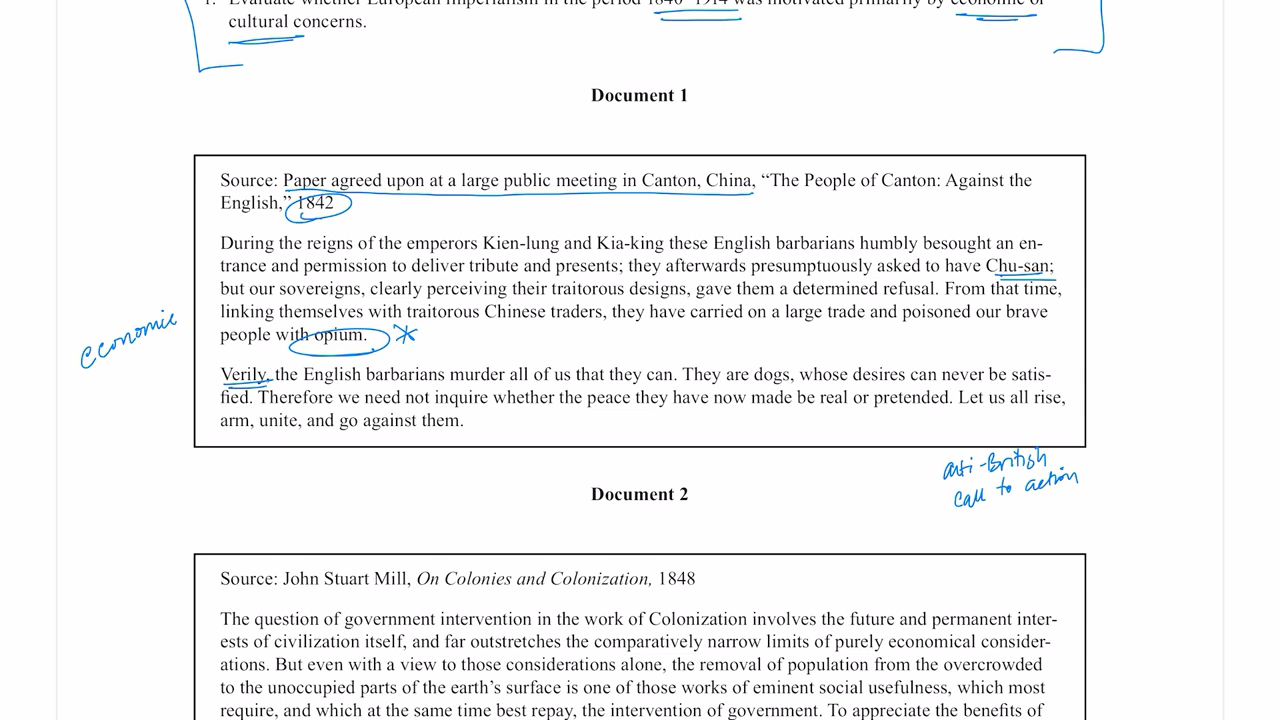 1. Evaluate whether European imperialism in the period 1840–1914 was motivated primarily by economic or
cultural concerns.
Document 1
Source: Paper agreed upon at a large public meeting in Canton, China, “The People of Canton: Against the
English,” 1842
During the reigns of the emperors Kien-lung and Kia-king these English barbarians humbly besought an en-
trance and permission to deliver tribute and presents; they afterwards presumptuously asked to have Chu-san;
but our sovereigns, clearly perceiving their traitorous designs, gave them a determined refusal. From that time,
linking themselves with traitorous Chinese traders, they have carried on a large trade and poisoned our brave
people with opium. *
economic
Verily, the English barbarians murder all of us that they can. They are dogs, whose desires can never be satis-
fied. Therefore we need not inquire whether the peace they have now made be real or pretended. Let us all rise,
arm, unite, and go against them.
anti-British
call to action
Document 2
Source: John Stuart Mill, On Colonies and Colonization, 1848
The question of government intervention in the work of Colonization involves the future and permanent inter-
ests of civilization itself, and far outstretches the comparatively narrow limits of purely economical consider-
ations. But even with a view to those considerations alone, the removal of population from the overcrowded
to the unoccupied parts of the earth’s surface is one of those works of eminent social usefulness, which most
require, and which at the same time best repay, the intervention of government. To appreciate the benefits of